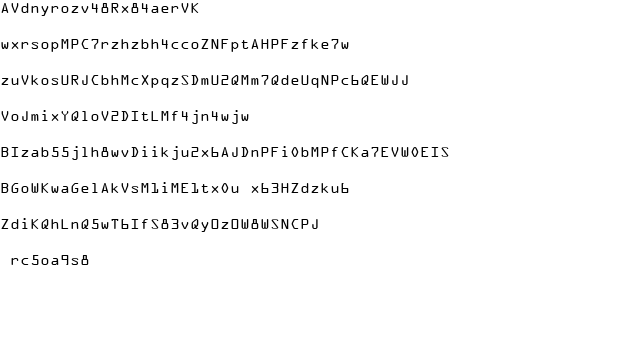 AVdnyrozv48Rx84aerVK
wxrsopMPC7rzhzbh4ccoZNFptAHPFzfke7w
zuVkosURJCbhMcXpqzSDmU2QMm7QdeUqNPc6QEWJJ
VoJmixYQloV2DItLMf4jn4wjw
BIzab55jlh8wvDiikju2x6AJDnPFi0bMPfCKa7EVW0EIS
BGoWKwaGelAkVsM1iME1tx0u x63HZdzku6
ZdiKQhLnQ5wT6IfS83vQyOzOW8WSNCPJ
rc5oa9s8